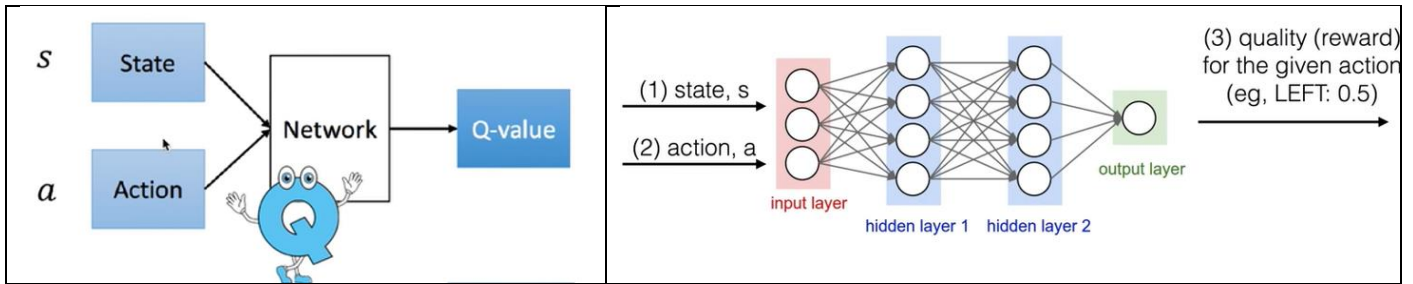 s
State
Network
Q-value
a
Action
Q
(1) state, s
(2) action, a
input layer
hidden layer 1
hidden layer 2
output layer
(3) quality (reward)
for the given action
(eg, LEFT: 0.5)